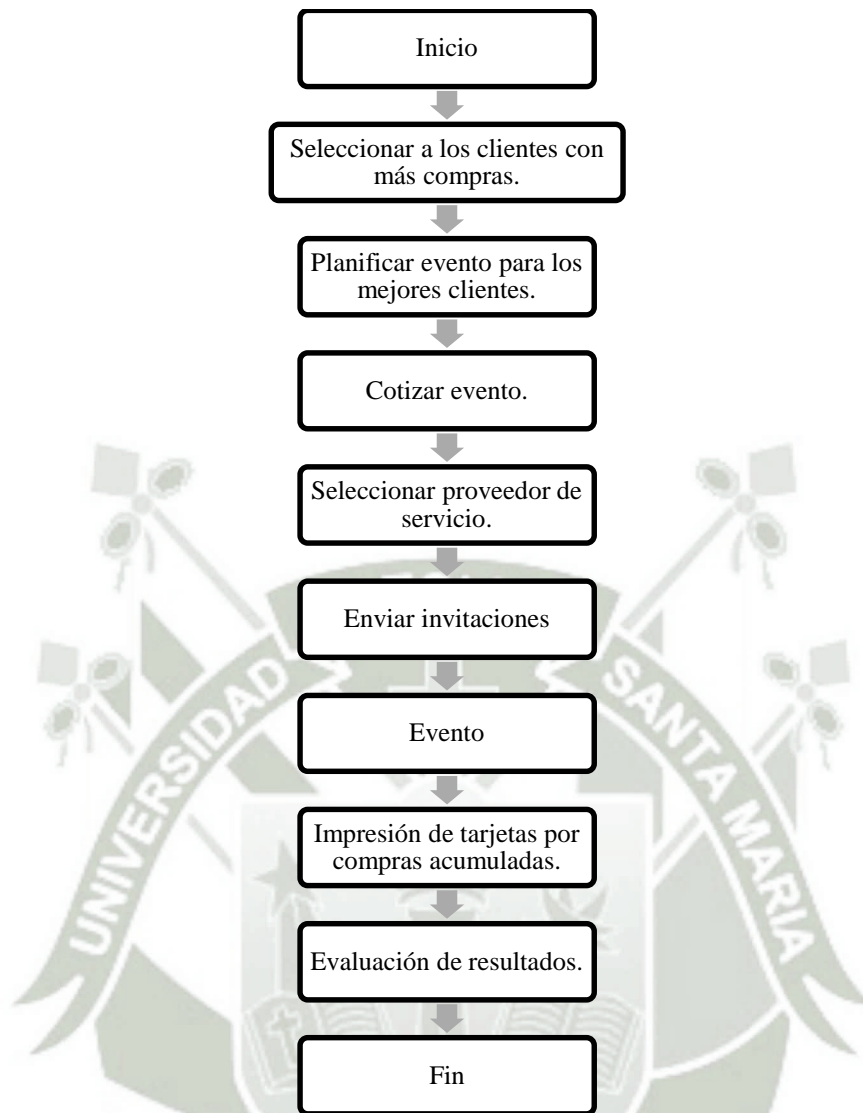 Inicio
Seleccionar a los clientes con
más compras.
Planificar evento para los
mejores clientes.
Cotizar evento.
Seleccionar proveedor de
servicio.
Enviar invitaciones
Evento
Impresión de tarjetas por
compras acumuladas.
Evaluación de resultados.
Fin
UNIVERSIDAD
SANTA MARIA